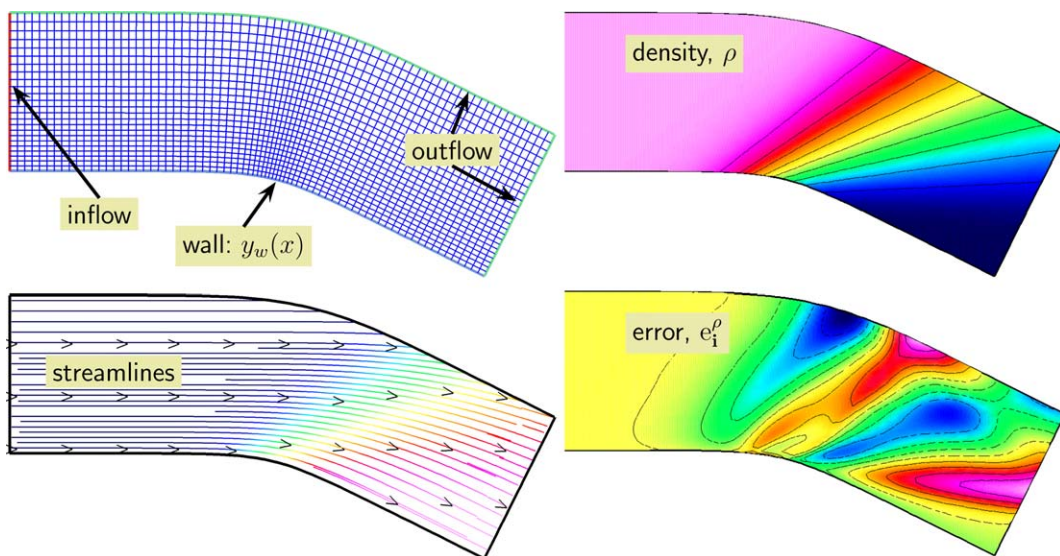 inflow
wall: y_w(x)
outflow
density, ρ
streamlines
error, e_i^ρ